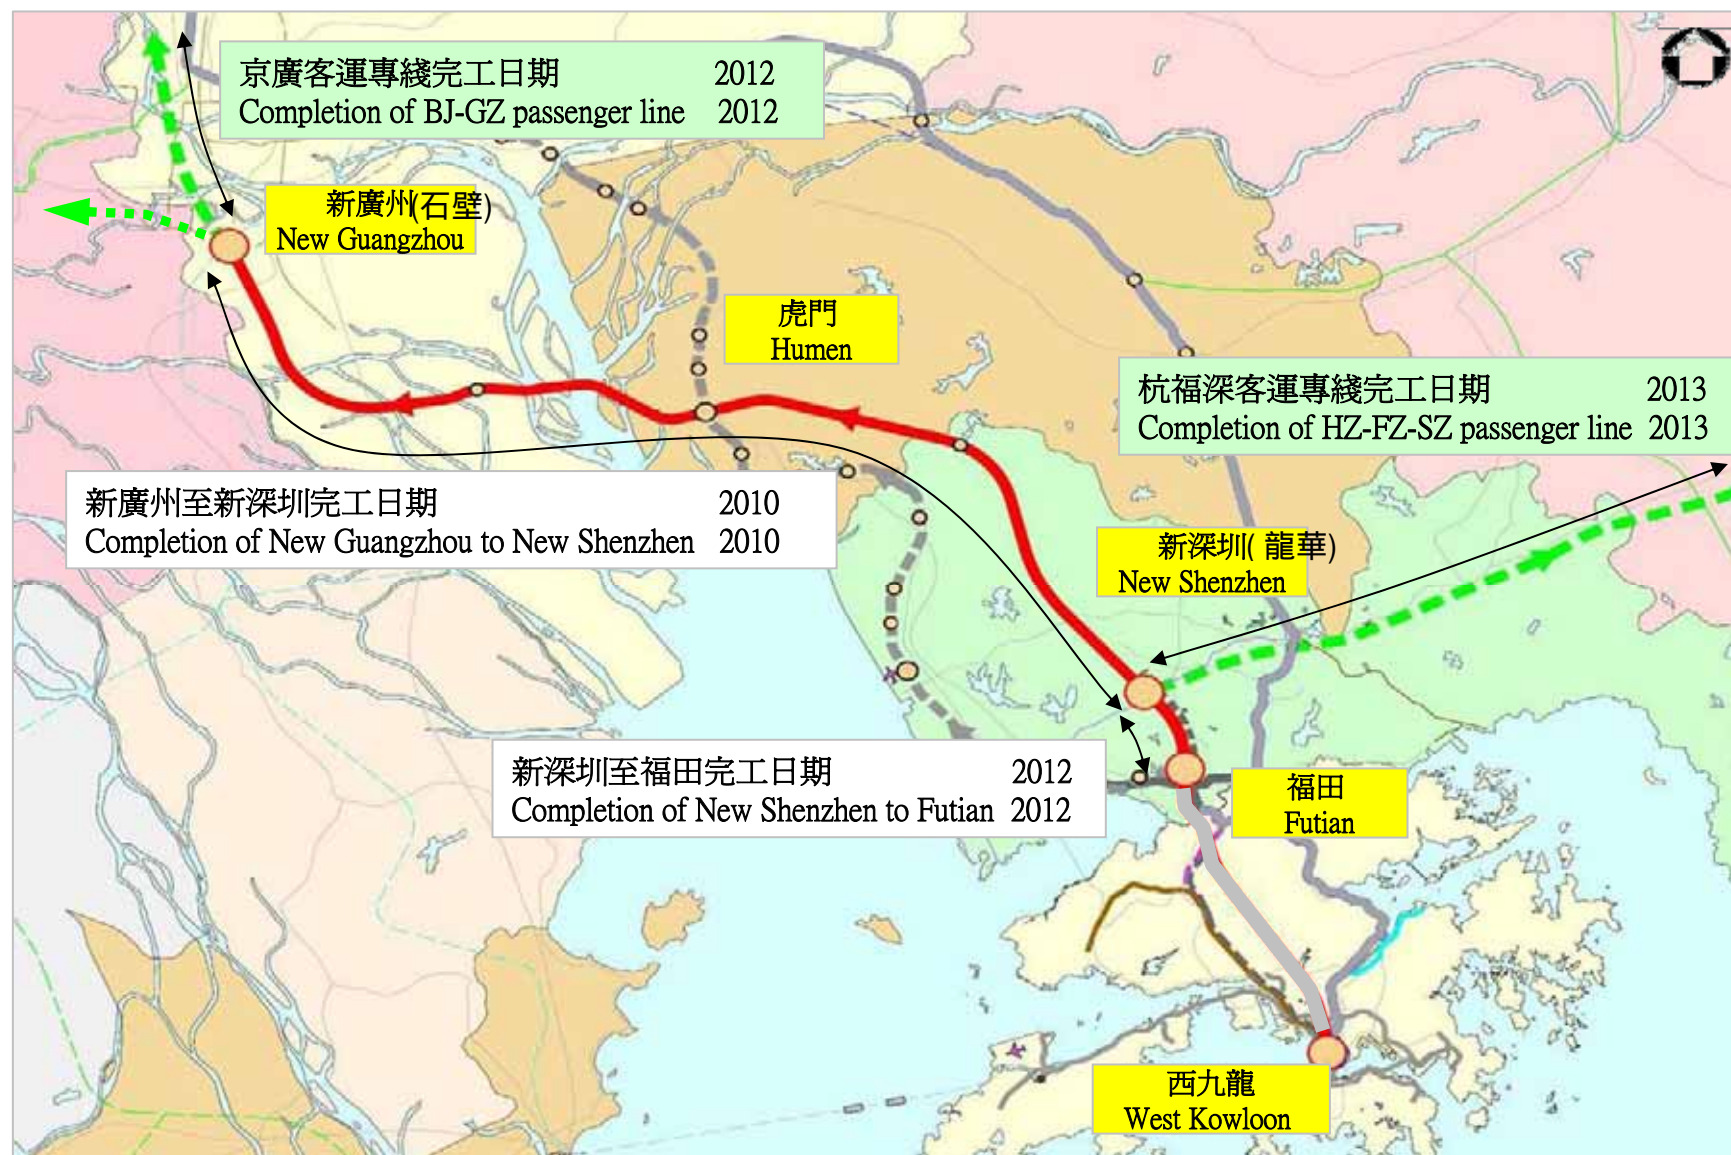 京廣客運專綫完工日期 2012
Completion of BJ-GZ passenger line 2012
新廣州(石壁)
New Guangzhou
虎門
Humen
杭福深客運專綫完工日期 2013
Completion of HZ-FZ-SZ passenger line 2013
新廣州至新深圳完工日期 2010
Completion of New Guangzhou to New Shenzhen 2010
新深圳( 龍華)
New Shenzhen
新深圳至福田完工日期 2012
Completion of New Shenzhen to Futian 2012
福田
Futian
西九龍
West Kowloon